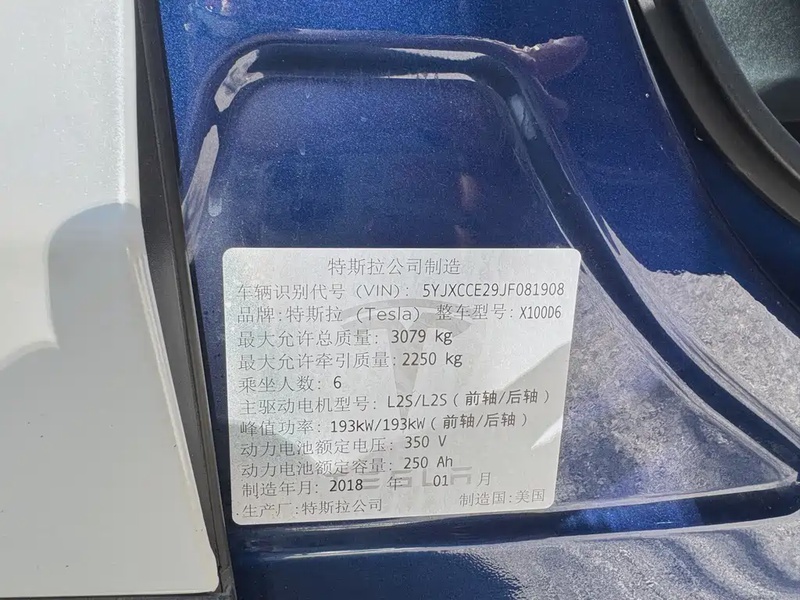 特斯拉公司制造
车辆识别代号（VIN）: 5YJXCCE29JF081908
品牌:特斯拉（Tesla） 整车型号: X100D6
最大允许总质量: 3079 kg
最大允许牵引质量: 2250 kg
乘坐人数: 6
主驱动电机型号: L2S/L2S（前轴/后轴）
峰值功率: 193kW/193kW（前轴/后轴）
动力电池额定电压: 350 V
动力电池额定容量: 250 Ah
制造年月: 2018 年 01 月
生产厂:特斯拉公司 制造国:美国
TESLA